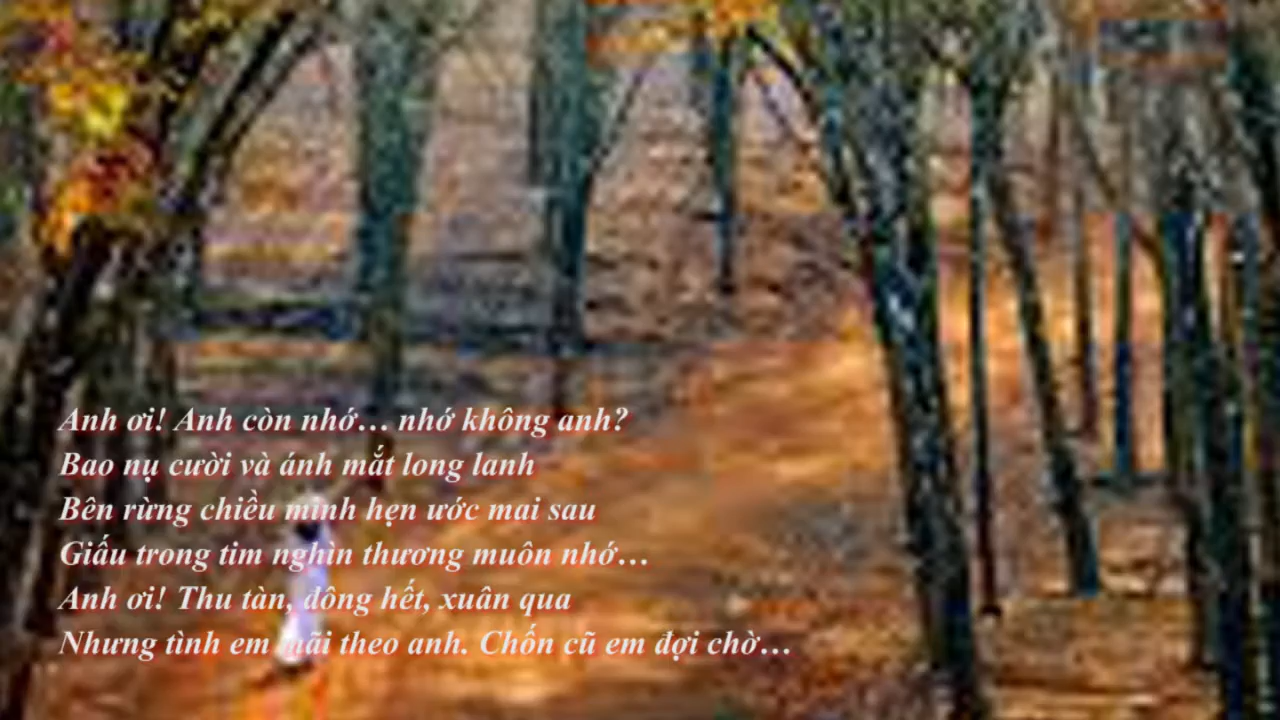 Anh ơi! Anh còn nhớ… nhớ không anh?
Bao nụ cười và ánh mắt long lanh
Bên rừng chiều mình hẹn ước mai sau
Giấu trong tim nghìn thương muôn nhớ…
Anh ơi! Thu tàn, đông hết, xuân qua
Nhưng tình em mãi theo anh. Chốn cũ em đợi chờ…